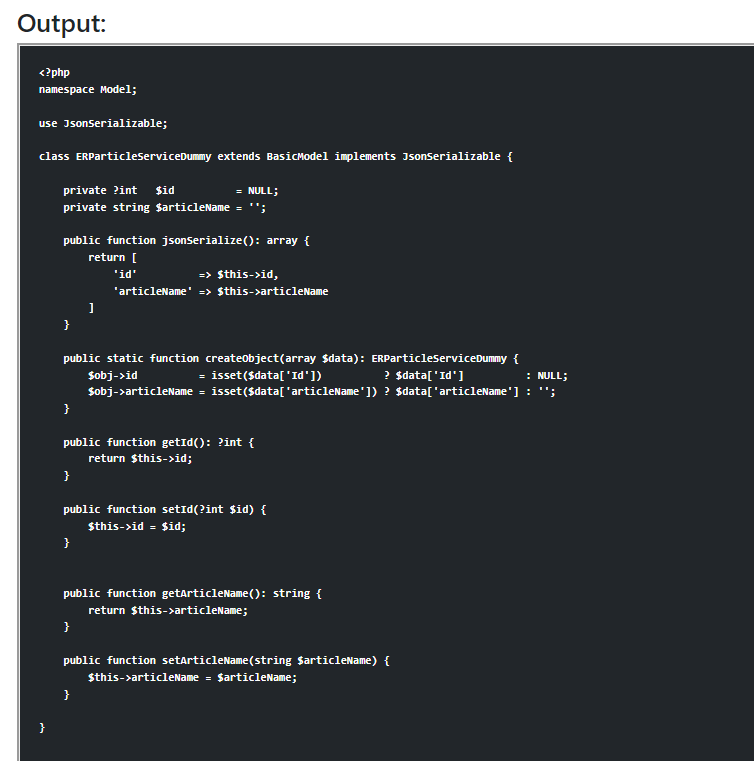 Output:
<?php
namespace Model;
use JsonSerializable;
class ERParticleServiceDummy extends BasicModel implements JsonSerializable {
    private ?int   $id          = NULL;
    private string $articleName = '';
    public function jsonSerialize(): array {
        return [
            'id'          => $this->id,
            'articleName' => $this->articleName
        ]
    }
    public static function createObject(array $data): ERParticleServiceDummy {
        $obj->id          = isset($data['Id'])          ? $data['Id']          : NULL;
        $obj->articleName = isset($data['articleName']) ? $data['articleName'] : '';
    }
    public function getId(): ?int {
        return $this->id;
    }
    public function setId(?int $id) {
        $this->id = $id;
    }
    public function getArticleName(): string {
        return $this->articleName;
    }
    public function setArticleName(string $articleName) {
        $this->articleName = $articleName;
    }
}